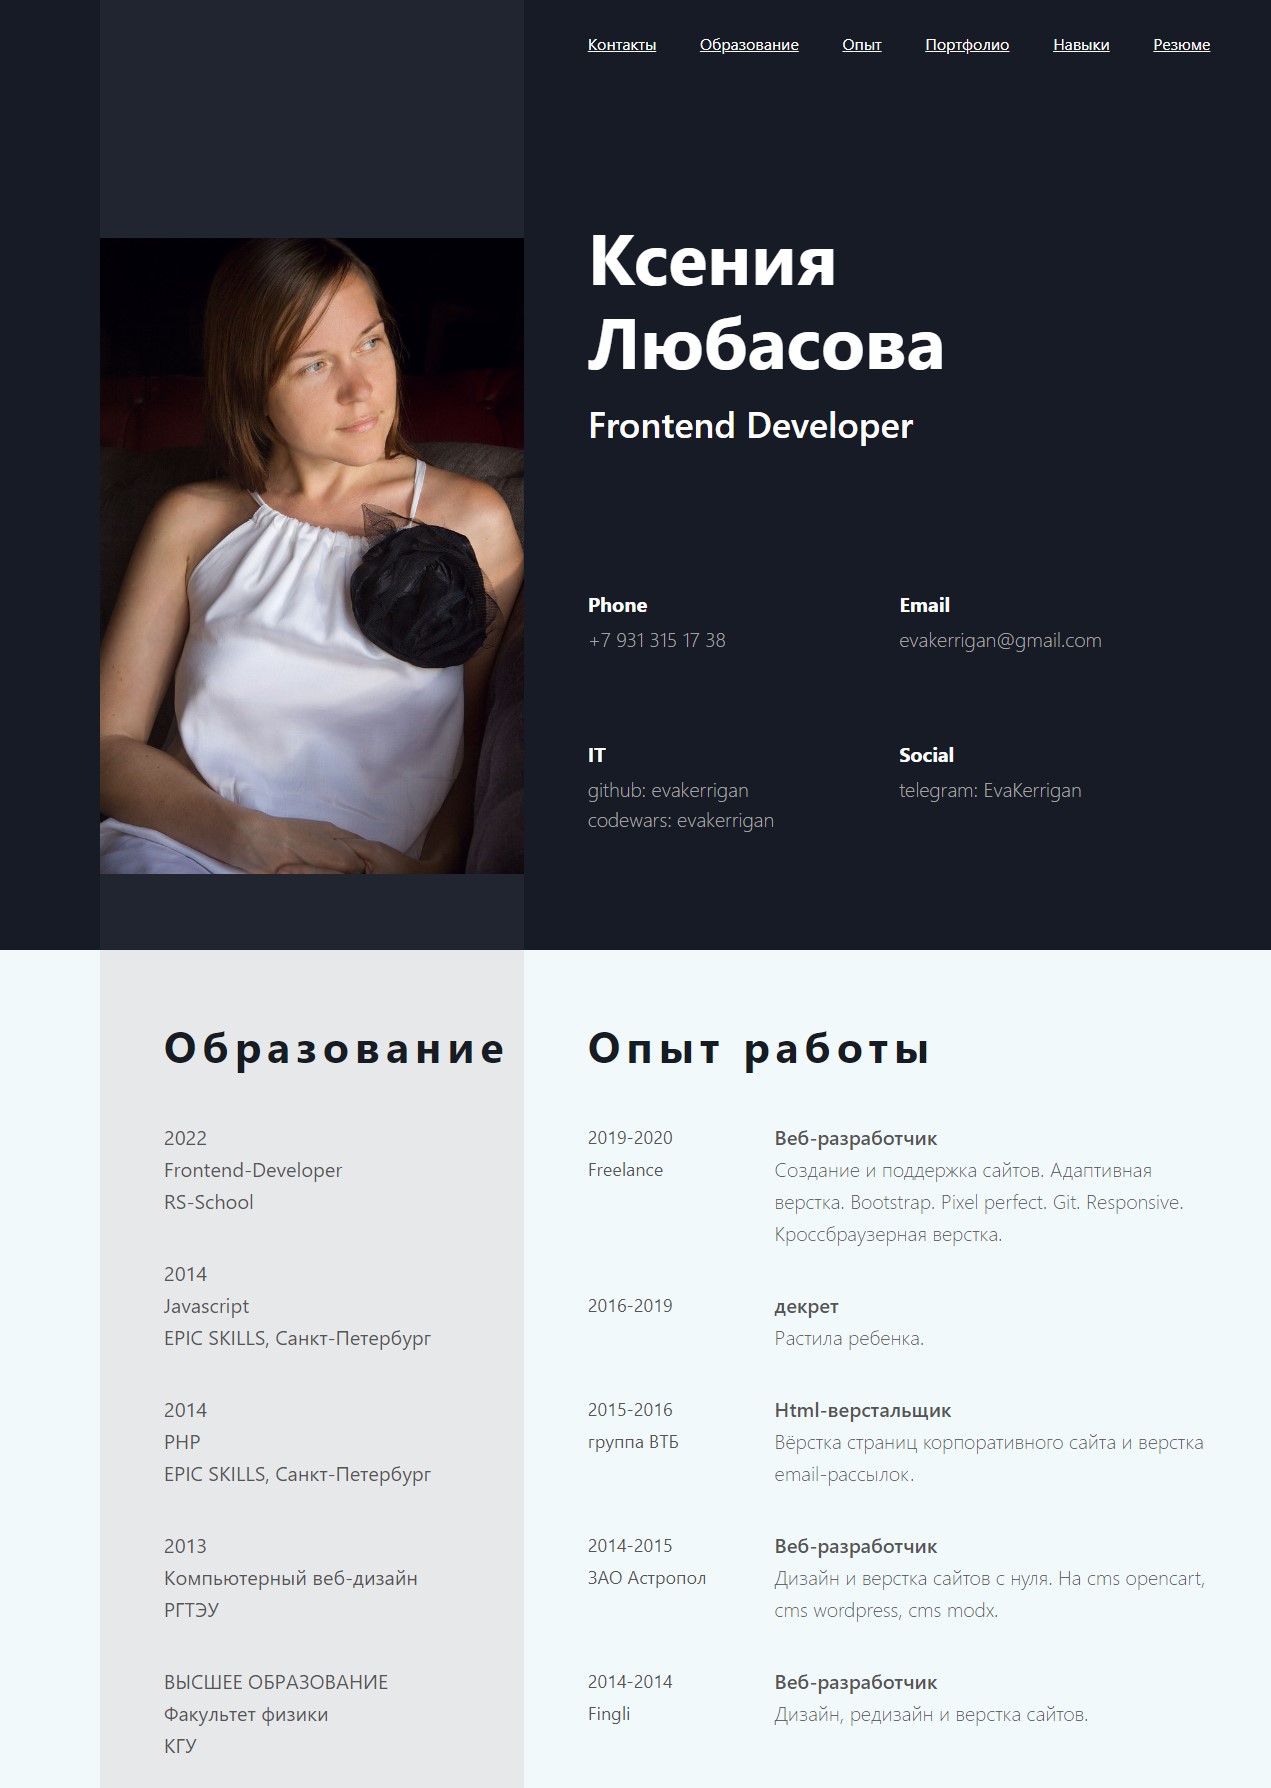 Контакты Образование Опыт Портфолио Навыки Резюме
Ксения
Любасова
Frontend Developer
Phone
+7 931 315 17 38
Email
evakerrigan@gmail.com
IT
github: evakerrigan
codewars: evakerrigan
Social
telegram: EvaKerrigan
Образование
2022
Frontend-Developer
RS-School
2014
Javascript
EPIC SKILLS, Санкт-Петербург
2014
PHP
EPIC SKILLS, Санкт-Петербург
2013
Компьютерный веб-дизайн
РГТЭУ
ВЫСШЕЕ ОБРАЗОВАНИЕ
Факультет физики
КГУ
Опыт работы
2019-2020
Freelance
Веб-разработчик
Создание и поддержка сайтов. Адаптивная
верстка. Bootstrap. Pixel perfect. Git. Responsive.
Кроссбраузерная верстка.
2016-2019
декрет
Растила ребенка.
2015-2016
группа ВТБ
Html-верстальщик
Вёрстка страниц корпоративного сайта и верстка
email-рассылок.
2014-2015
ЗАО Астропол
Веб-разработчик
Дизайн и верстка сайтов с нуля. На cms opencart,
cms wordpress, cms modx.
2014-2014
Fingli
Веб-разработчик
Дизайн, редизайн и верстка сайтов.